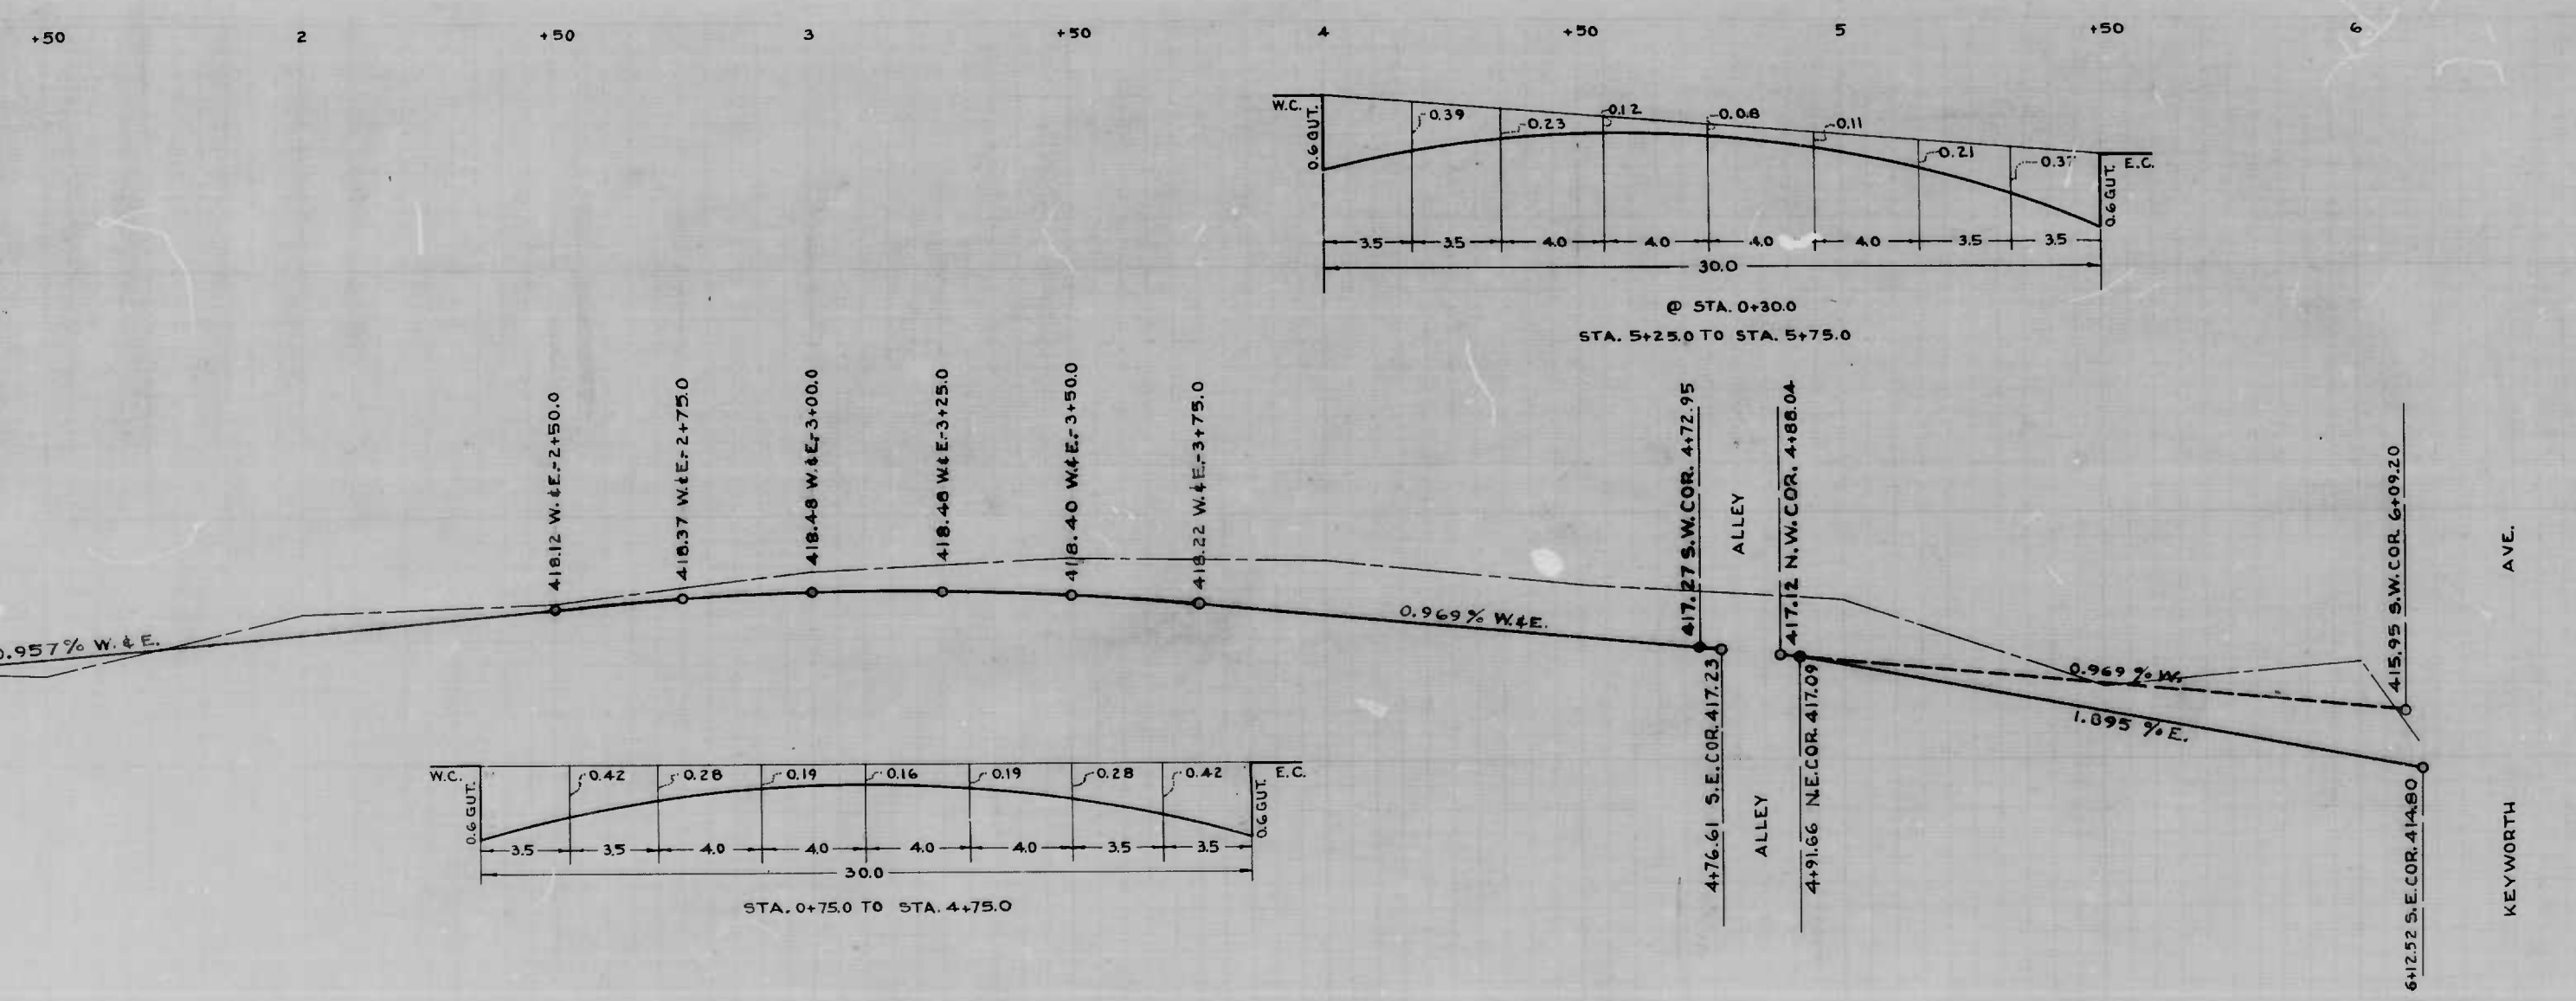 +50 2 +50 3 +50 4 +50 5 +50 6
W.C.
0.6 GUT.
0.39 0.23 0.12 0.08 0.11 0.21
E.C.
0.6 GUT.
3.5 3.5 4.0 4.0 4.0 4.0 3.5 3.5
30.0
@ STA. 0+30.0
STA. 5+25.0 TO STA. 5+75.0
418.12 W.&E.-2+50.0
418.37 W.&E.-2+75.0
418.48 W.&E.-3+00.0
418.48 W.&E.-3+25.0
418.40 W.&E.-3+50.0
418.22 W.&E.-3+75.0
417.27 S.W.COR. 4+72.95
ALLEY
417.12 N.W.COR. 4+88.04
415.95 S.W.COR. 6+09.20
AVE.
0.957% W.&E.
0.969% W.&E.
0.969% W.
1.895% E.
4+76.61 S.E.COR. 417.23
ALLEY
4+91.66 N.E.COR. 417.09
6+12.52 S.E.COR. 414.80
KEYWORTH
W.C.
0.6 GUT.
0.42 0.28 0.19 0.16 0.19 0.28 0.42
E.C.
0.6 GUT.
3.5 3.5 4.0 4.0 4.0 4.0 3.5 3.5
30.0
STA. 0+75.0 TO STA. 4+75.0